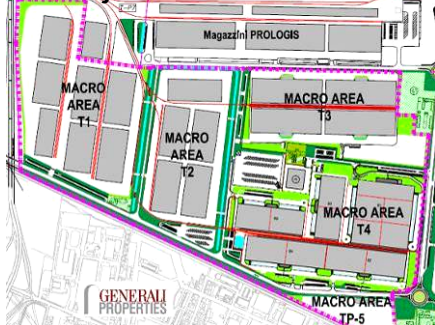 Magazzini PROLOGIS
MACRO
AREA
T1
MACRO AREA
T3
MACRO
AREA
T2
MACRO AREA
T4
MACRO AREA
TP-5
GENERALI
PROPERTIES